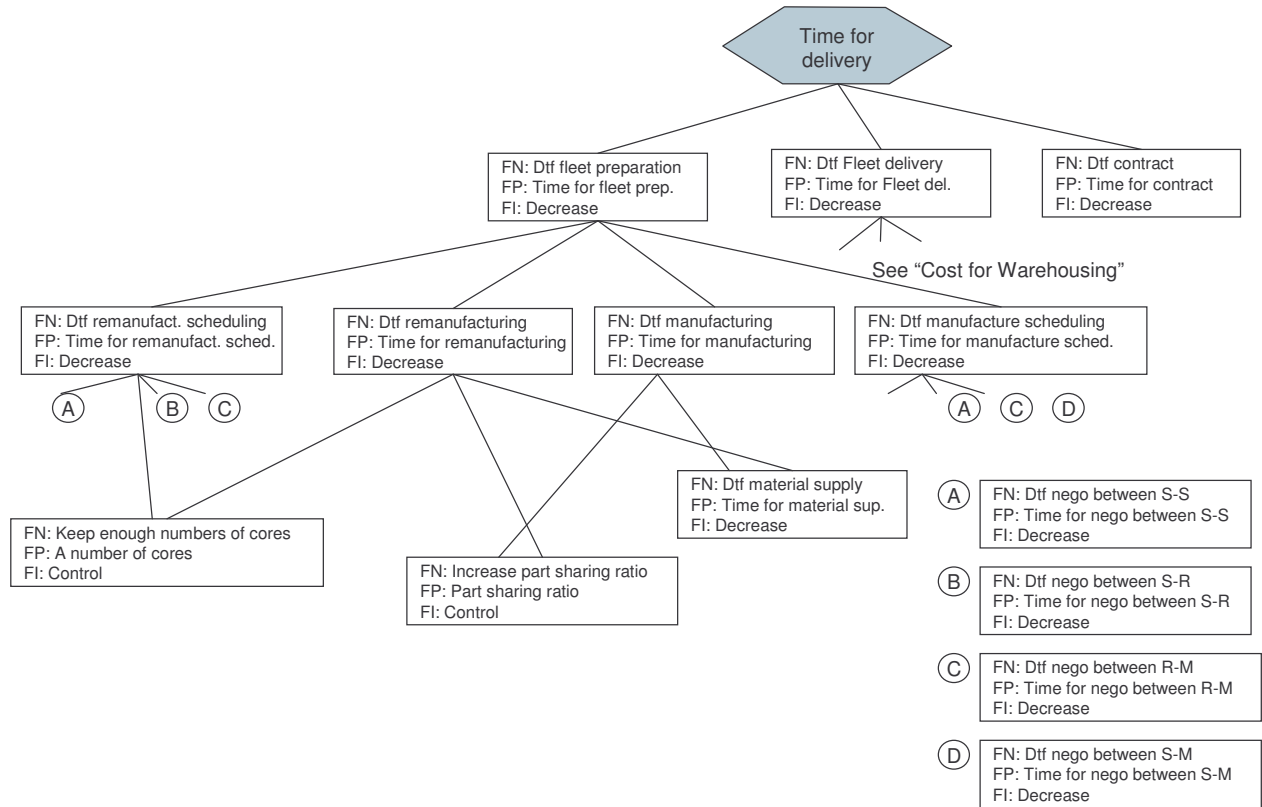 Time for
delivery
FN: Dtf fleet preparation
FP: Time for fleet prep.
FI: Decrease
FN: Dtf Fleet delivery
FP: Time for Fleet del.
FI: Decrease
FN: Dtf contract
FP: Time for contract
FI: Decrease
See “Cost for Warehousing”
FN: Dtf remanufact. scheduling
FP: Time for remanufact. sched.
FI: Decrease
FN: Dtf remanufacturing
FP: Time for remanufacturing
FI: Decrease
FN: Dtf manufacturing
FP: Time for manufacturing
FI: Decrease
FN: Dtf manufacture scheduling
FP: Time for manufacture sched.
FI: Decrease
A
B
C
A
C
D
FN: Dtf material supply
FP: Time for material sup.
FI: Decrease
FN: Keep enough numbers of cores
FP: A number of cores
FI: Control
FN: Increase part sharing ratio
FP: Part sharing ratio
FI: Control
A
FN: Dtf nego between S-S
FP: Time for nego between S-S
FI: Decrease
B
FN: Dtf nego between S-R
FP: Time for nego between S-R
FI: Decrease
C
FN: Dtf nego between R-M
FP: Time for nego between R-M
FI: Decrease
D
FN: Dtf nego between S-M
FP: Time for nego between S-M
FI: Decrease